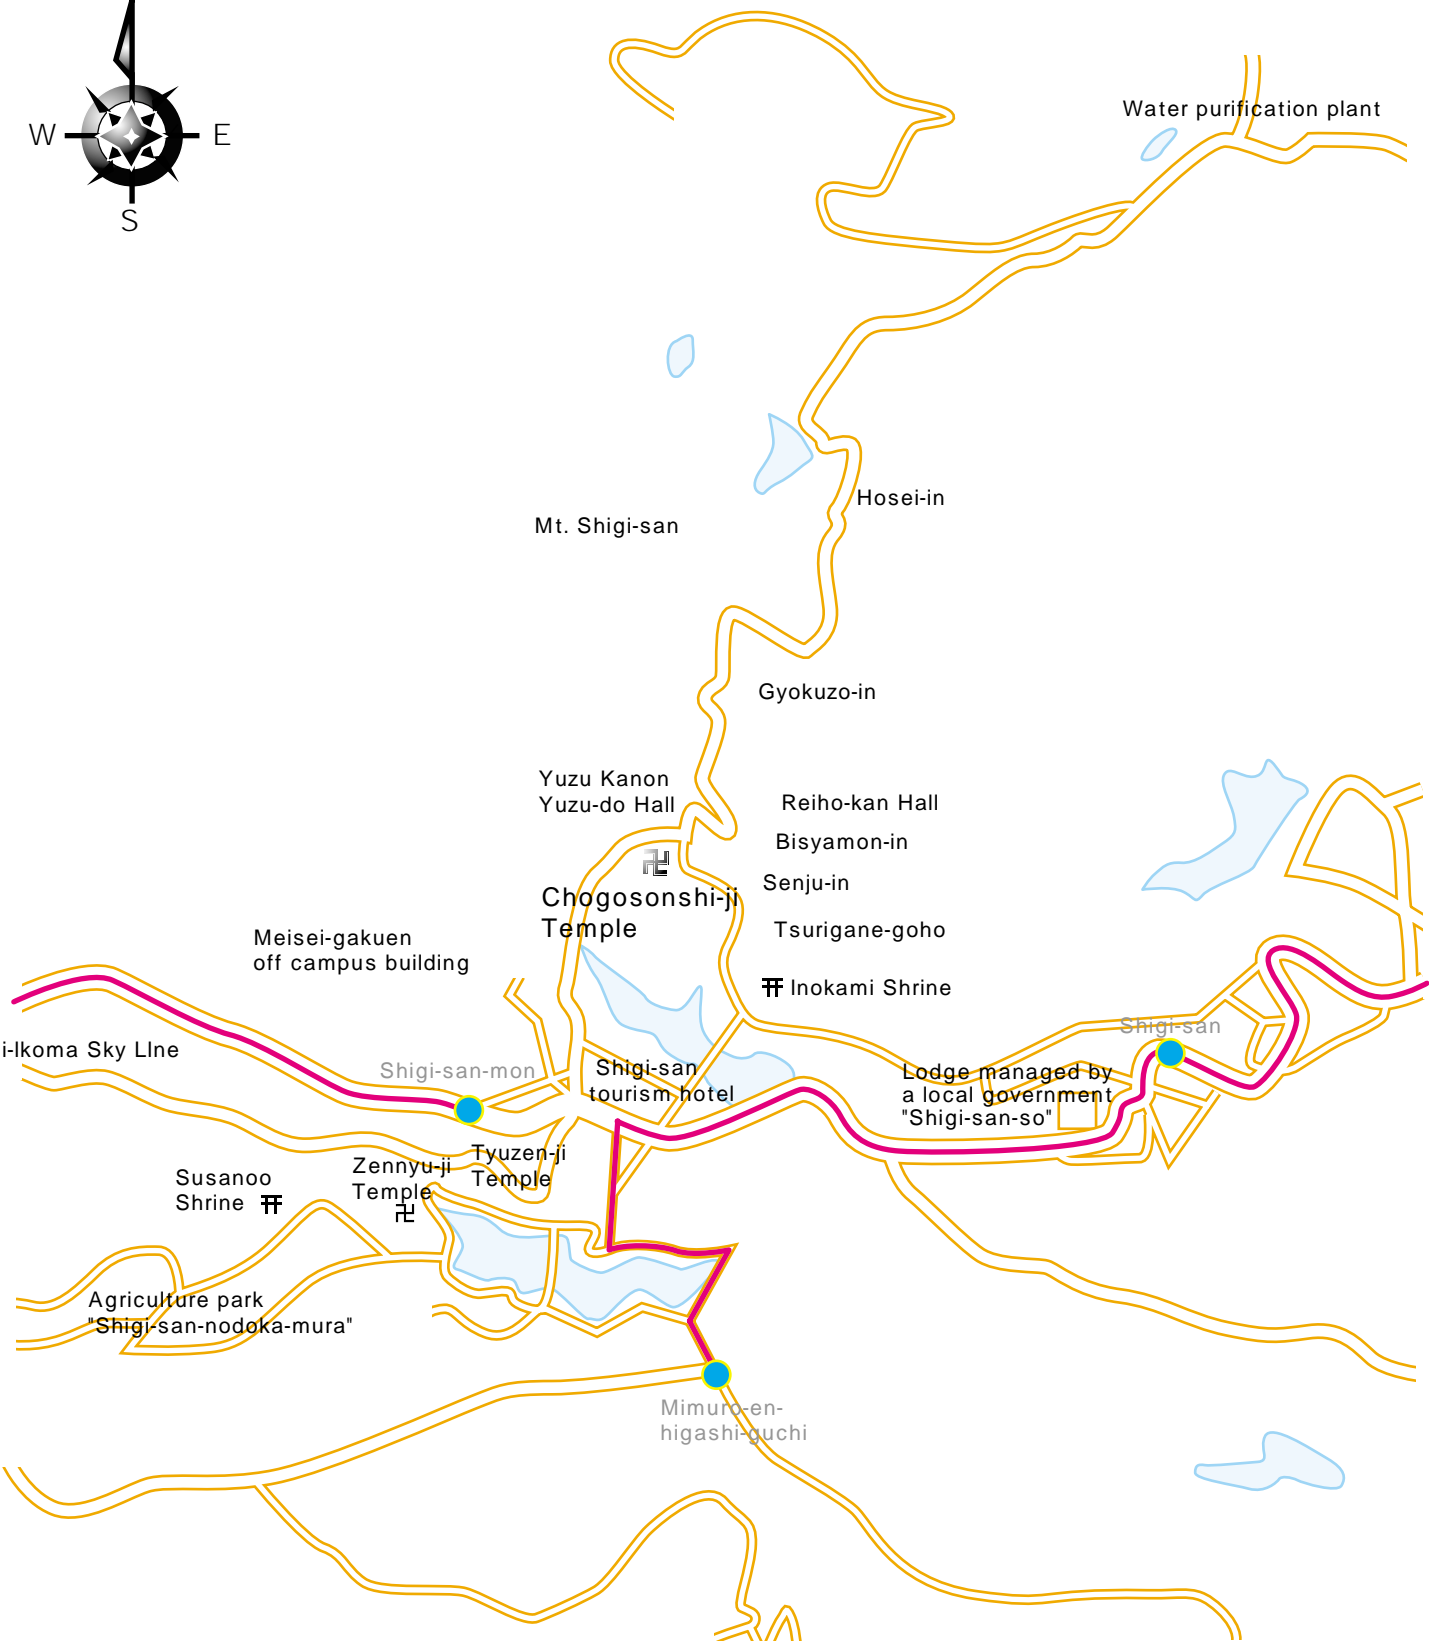 Water purification plant
W
E
S
Hosei-in
Mt. Shigi-san
Gyokuzo-in
Yuzu Kanon
Yuzu-do Hall
Reiho-kan Hall
Bisyamon-in
Senju-in
Chogosonshi-ji
Temple
Tsurigane-goho
Meisei-gakuen
off campus building
Inokami Shrine
Shigi-san
i-Ikoma Sky LIne
Shigi-san-mon
Shigi-san
tourism hotel
Lodge managed by
a local government
"Shigi-san-so"
Tyuzen-ji
Temple
Zennyu-ji
Temple
卍
Susanoo
Shrine
Agriculture park
"Shigi-san-nodoka-mura"
Mimuro-en-
higashi-guchi